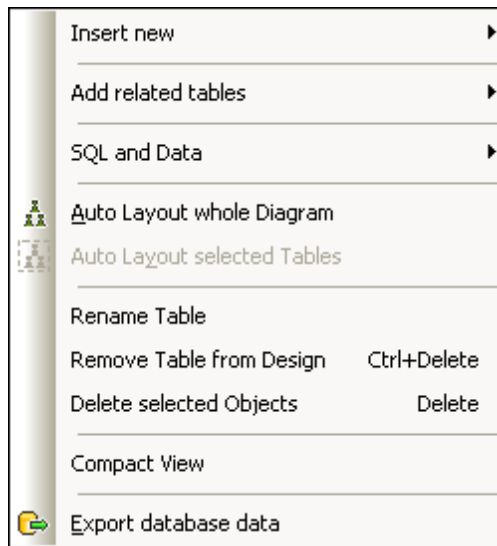 Insert new
Add related tables
SQL and Data
Auto Layout whole Diagram
Auto Layout selected Tables
Rename Table
Remove Table from Design Ctrl+Delete
Delete selected Objects Delete
Compact View
Export database data